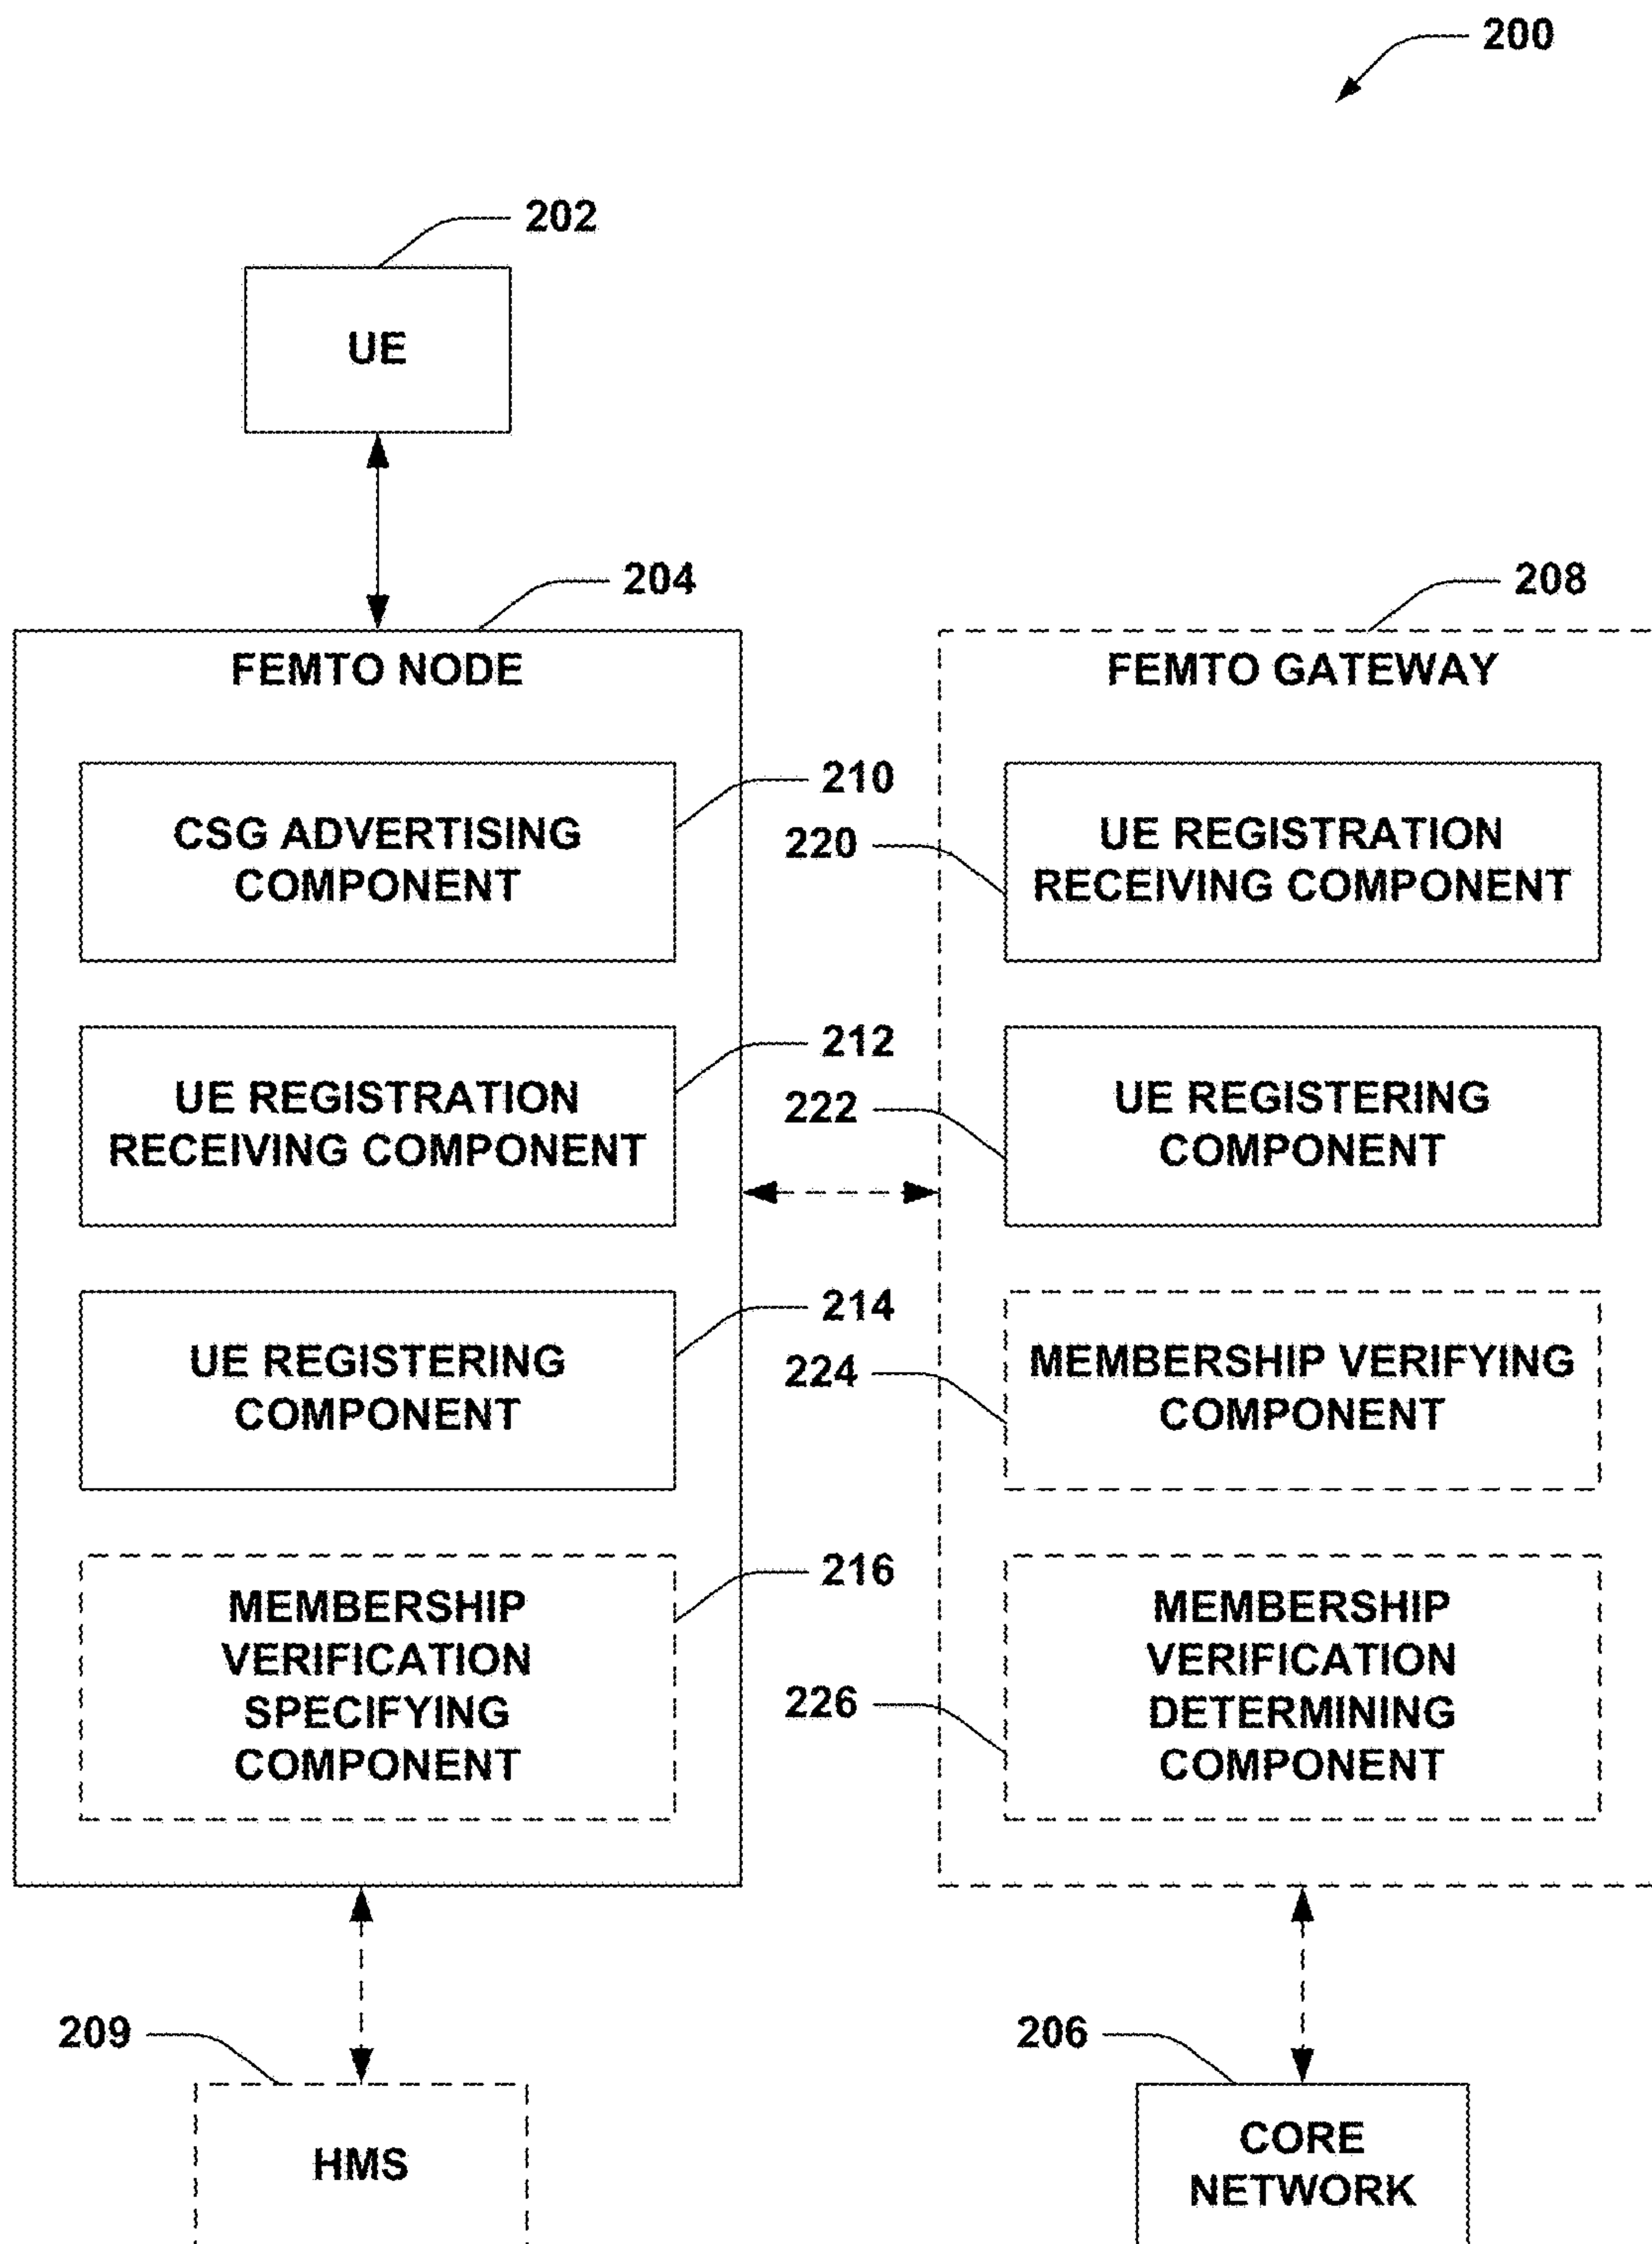 200
202
UE
204
208
FEMTO NODE
FEMTO GATEWAY
210
CSG ADVERTISING
COMPONENT
220
UE REGISTRATION
RECEIVING COMPONENT
212
UE REGISTRATION
RECEIVING COMPONENT
222
UE REGISTERING
COMPONENT
214
UE REGISTERING
COMPONENT
224
MEMBERSHIP VERIFYING
COMPONENT
216
MEMBERSHIP
VERIFICATION
SPECIFYING
COMPONENT
226
MEMBERSHIP
VERIFICATION
DETERMINING
COMPONENT
209
HMS
206
CORE
NETWORK